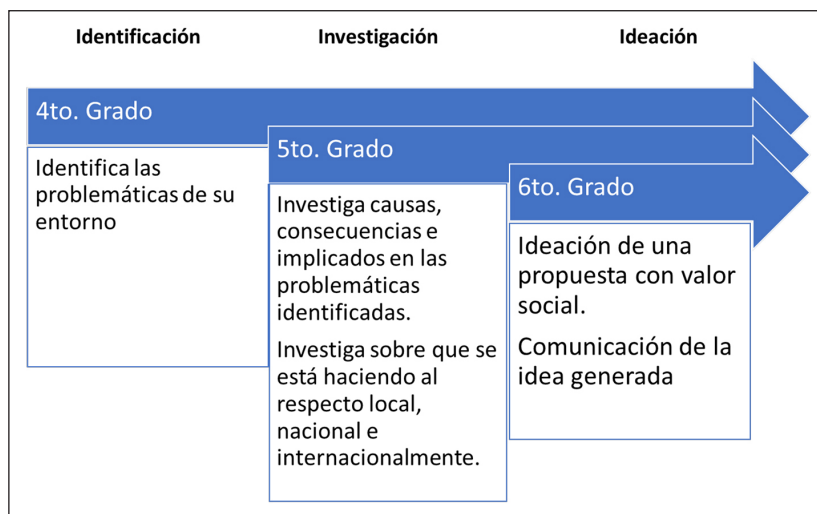 Identificación
Investigación
Ideación
4to. Grado
Identifica las
problemáticas de su
entorno
5to. Grado
Investiga causas,
consecuencias e
implicados en las
problemáticas
identificadas.
Investiga sobre que se
está haciendo al
respecto local,
nacional e
internacionalmente.
6to. Grado
Ideación de una
propuesta con valor
social.
Comunicación de la
idea generada